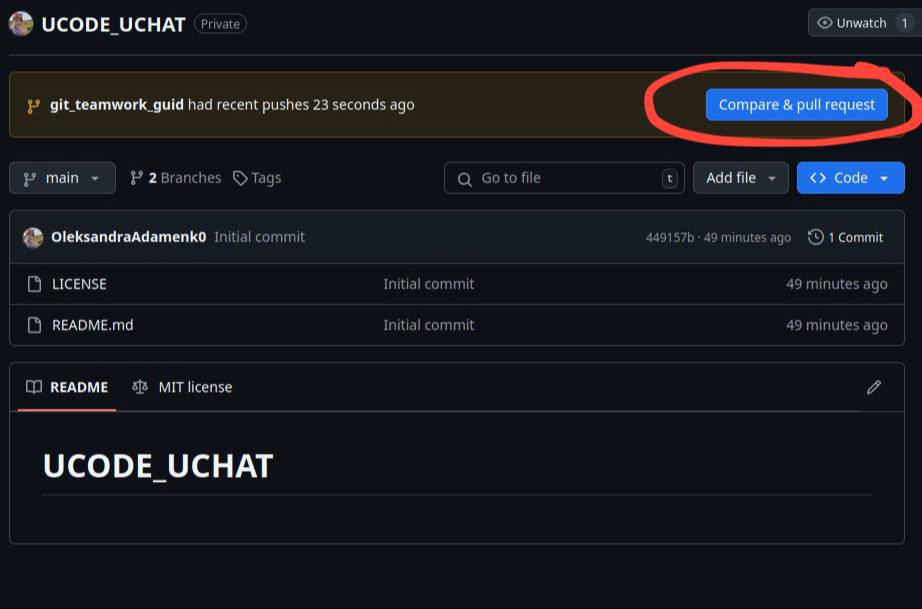 UCODE_UCHAT Private Unwatch 1
git_teamwork_guid had recent pushes 23 seconds ago Compare & pull request
main 2 Branches Tags Go to file t Add file Code
OleksandraAdamenk0 Initial commit 449157b · 49 minutes ago 1 Commit
LICENSE Initial commit 49 minutes ago
README.md Initial commit 49 minutes ago
README MIT license
UCODE_UCHAT